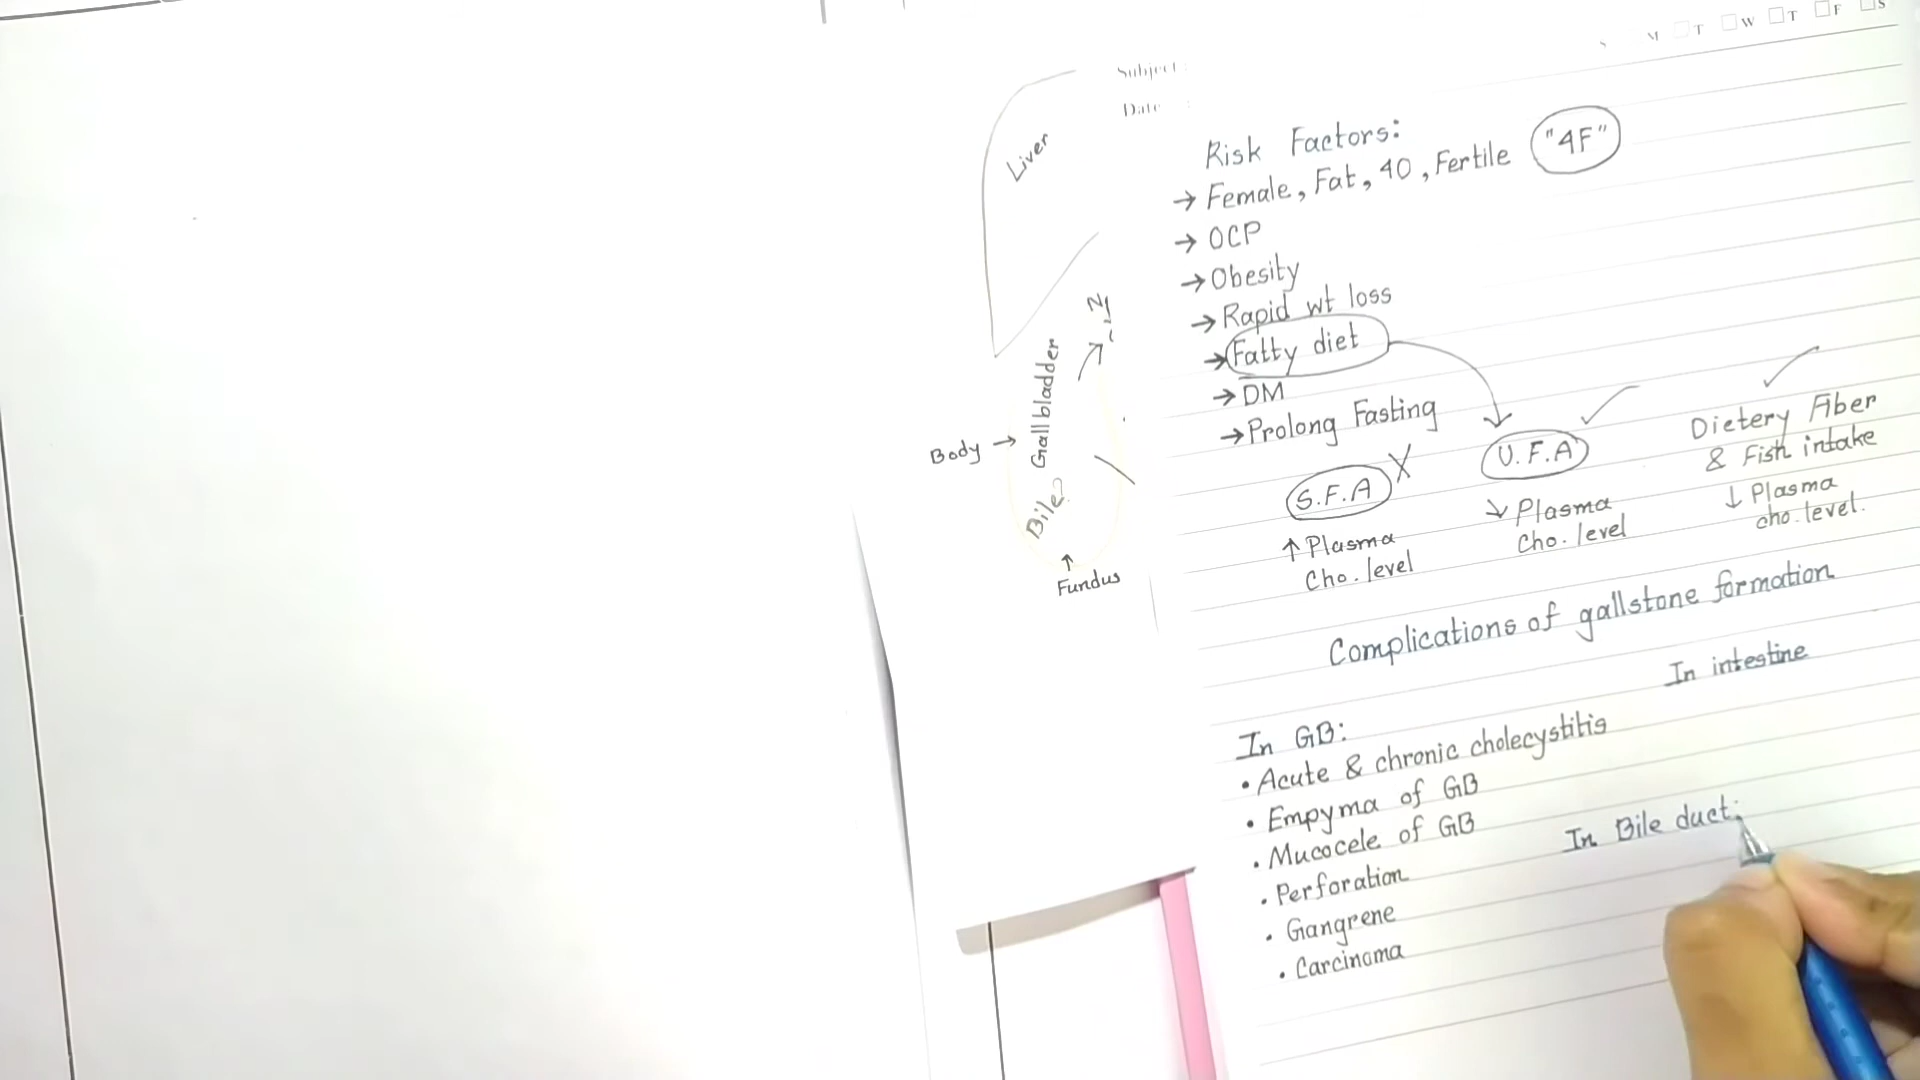 M T W T F S
Subject :
Date :
Liver
N
Gall bladder
Body →
Bile
↑
Fundus
Risk Factors:
→ Female, Fat, 40, Fertile "4F"
→ OCP
→ Obesity
→ Rapid wt loss
→ Fatty diet
→ DM
→ Prolong Fasting
S.F.A X
↑ Plasma
Cho. level
U.F.A
↓ Plasma
Cho. level
Dietery Fiber
& Fish intake
↓ Plasma
cho. level.
Complications of gallstone formation
In intestine
In GB:
• Acute & chronic cholecystitis
• Empyma of GB
• Mucocele of GB
• Perforation
• Gangrene
• Carcinoma
In Bile duct: